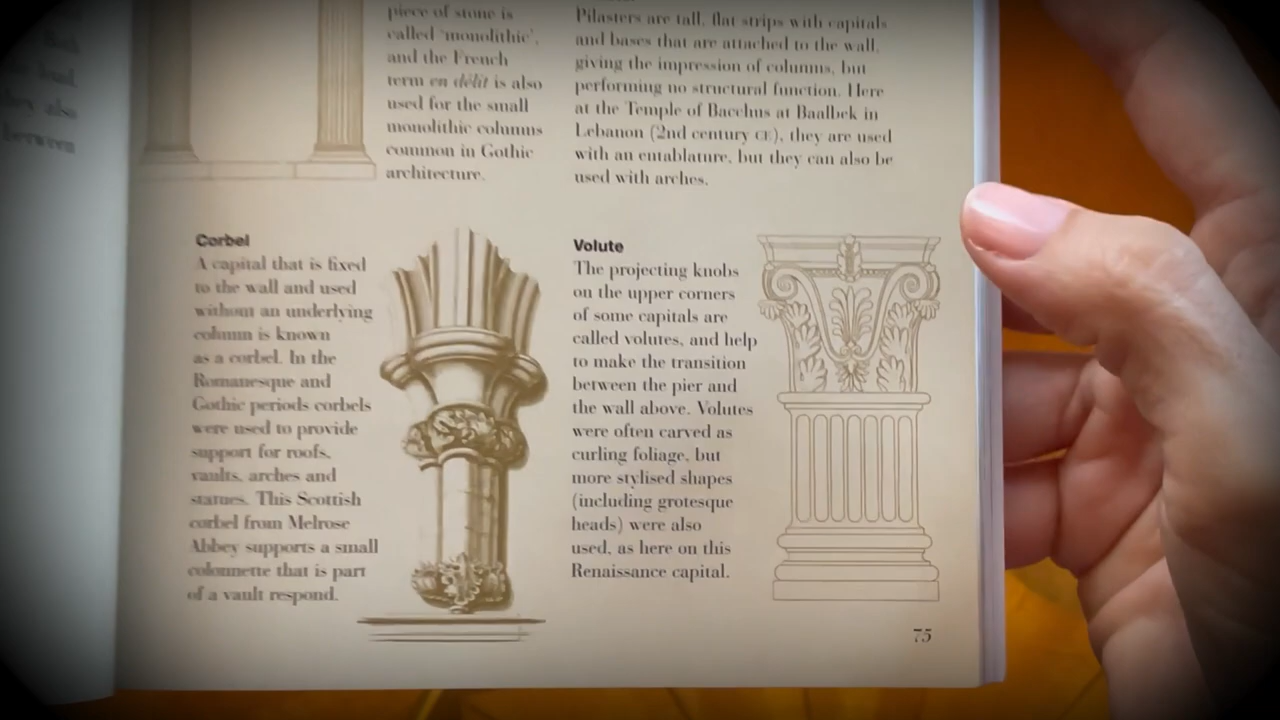 piece of stone is
called 'monolithic',
and the French
term en délit is also
used for the small
monolithic columns
common in Gothic
architecture.
Pilasters are tall, flat strips with capitals
and bases that are attached to the wall,
giving the impression of columns, but
performing no structural function. Here
at the Temple of Bacchus at Baalbek in
Lebanon (2nd century CE), they are used
with an entablature, but they can also be
used with arches.
Corbel
A capital that is fixed
to the wall and used
without an underlying
column is known
as a corbel. In the
Romanesque and
Gothic periods corbels
were used to provide
support for roofs,
vaults, arches and
statues. This Scottish
corbel from Melrose
Abbey supports a small
colonnette that is part
of a vault respond.
Volute
The projecting knobs
on the upper corners
of some capitals are
called volutes, and help
to make the transition
between the pier and
the wall above. Volutes
were often carved as
curling foliage, but
more stylised shapes
(including grotesque
heads) were also
used, as here on this
Renaissance capital.
75
they also
between